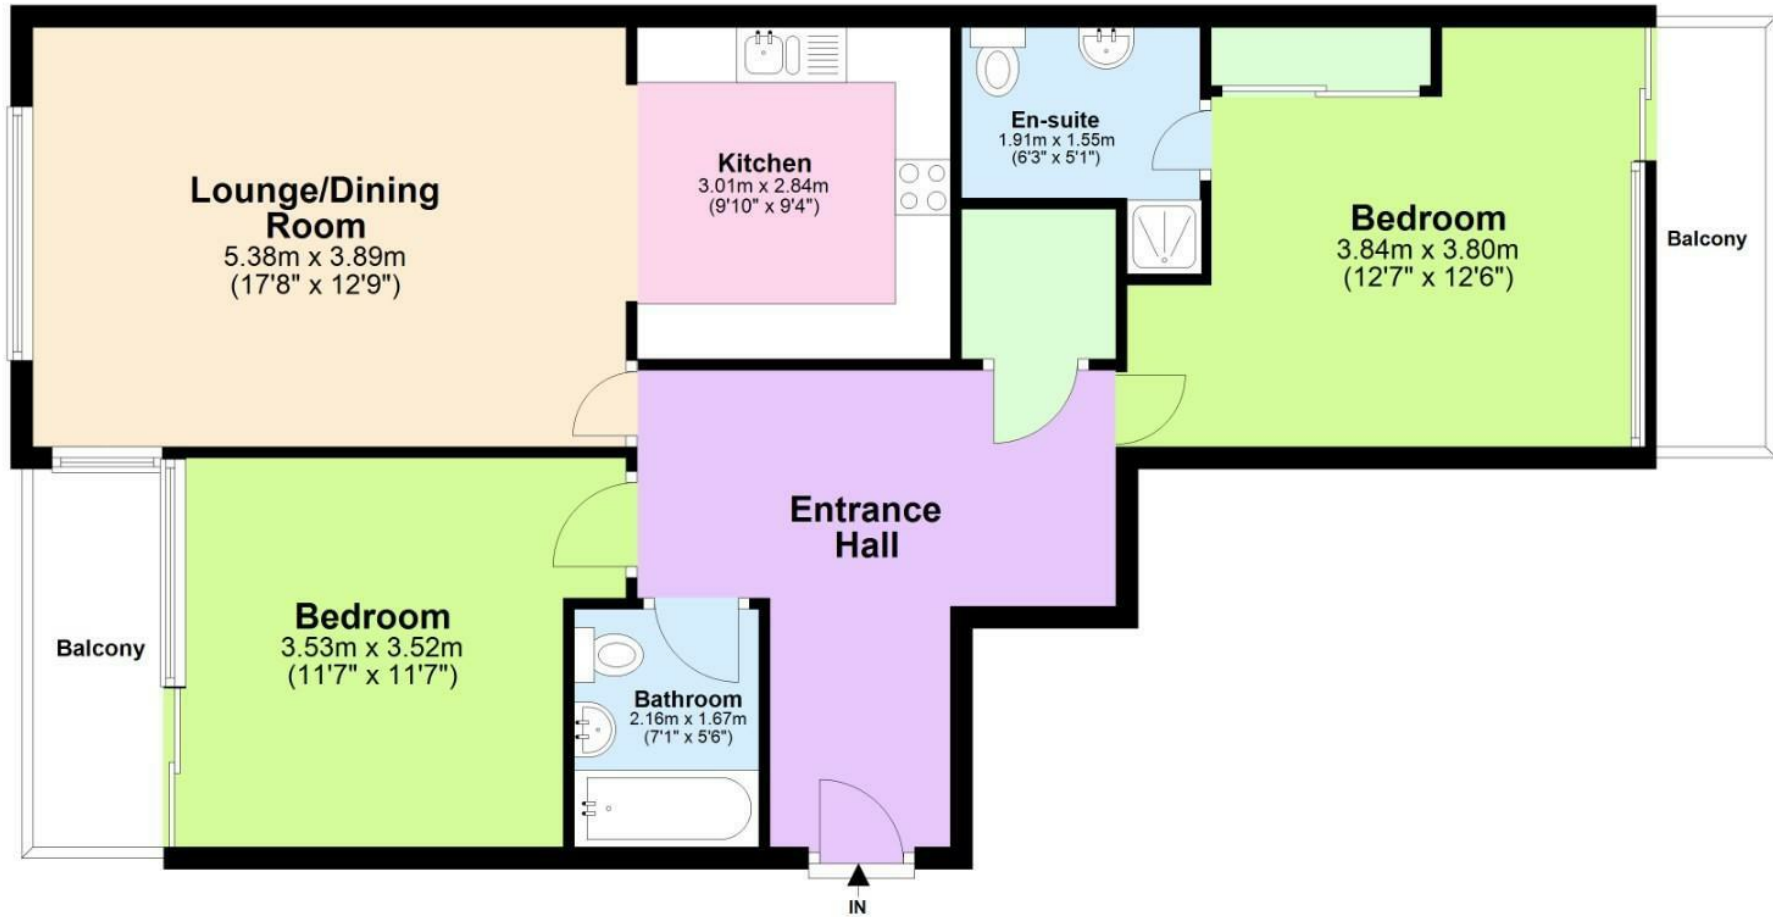 Lounge/Dining
Room
5.38m x 3.89m
(17'8" x 12'9")
Kitchen
3.01m x 2.84m
(9'10" x 9'4")
En-suite
1.91m x 1.55m
(6'3" x 5'1")
Bedroom
3.84m x 3.80m
(12'7" x 12'6")
Balcony
Entrance
Hall
Bedroom
3.53m x 3.52m
(11'7" x 11'7")
Balcony
Bathroom
2.16m x 1.67m
(7'1" x 5'6")
IN